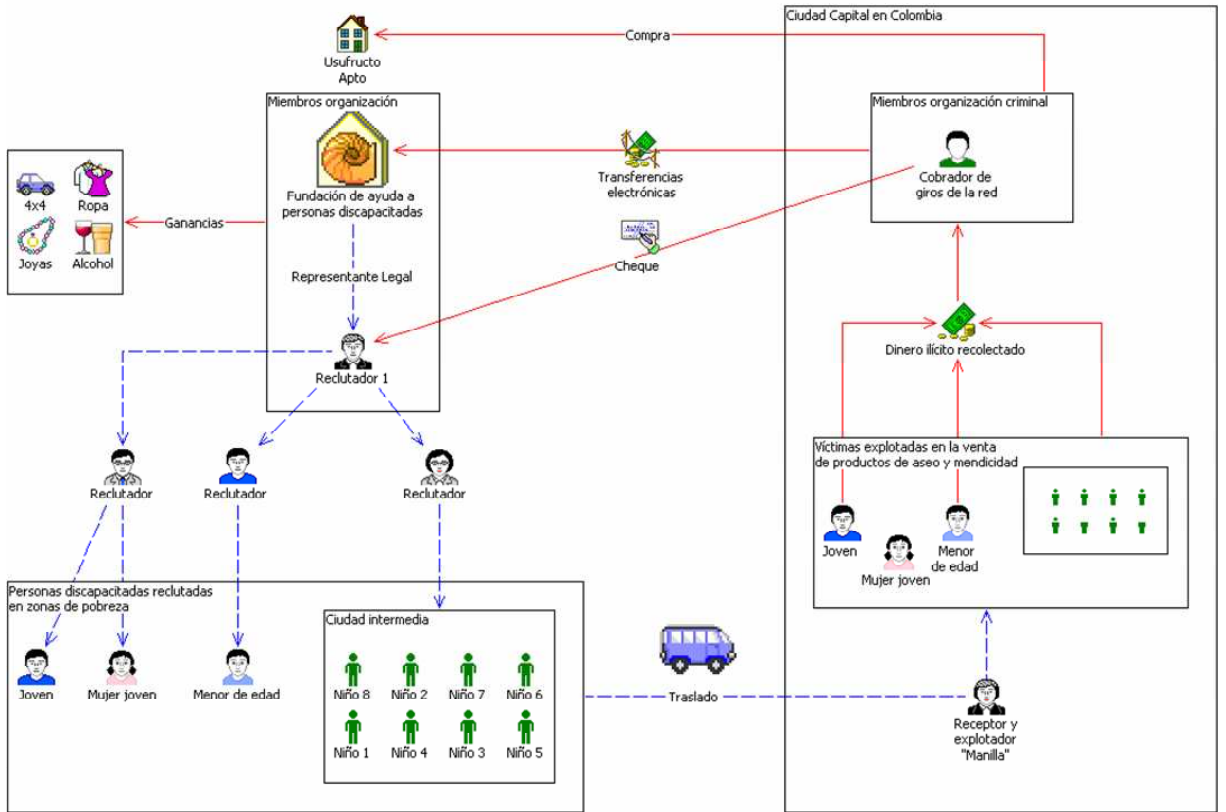 Ciudad Capital en Colombia
Compra
Usufructo
Apto
Miembros organización
Miembros organización criminal
Fundación de ayuda a
personas discapacitadas
Transferencias
electrónicas
Cobrador de
giros de la red
4x4
Ropa
Joyas
Alcohol
Ganancias
Cheque
Representante Legal
Reclutador 1
Dinero ilícito recolectado
Reclutador
Reclutador
Reclutador
Víctimas explotadas en la venta
de productos de aseo y mendicidad
Joven
Mujer joven
Menor
de edad
Personas discapacitadas reclutadas
en zonas de pobreza
Ciudad intermedia
Joven
Mujer joven
Menor de edad
Niño 8
Niño 2
Niño 7
Niño 6
Niño 1
Niño 4
Niño 3
Niño 5
Traslado
Receptor y
explotador
"Manilla"